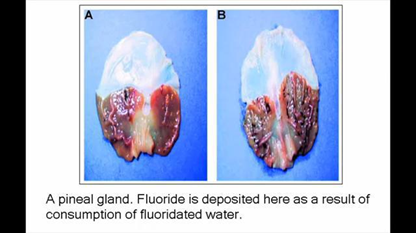 A B
A pineal gland. Fluoride is deposited here as a result of
consumption of fluoridated water.